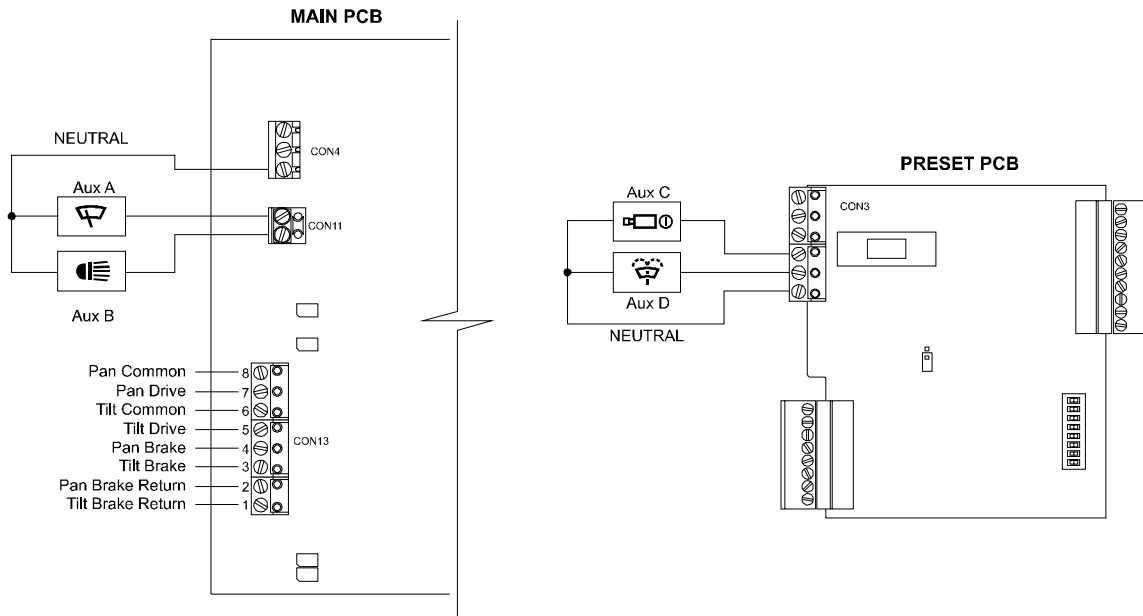 MAIN PCB
NEUTRAL
CON4
Aux A
CON11
Aux B
Pan Common 8
Pan Drive 7
Tilt Common 6
Tilt Drive 5
CON13
Pan Brake 4
Tilt Brake 3
Pan Brake Return 2
Tilt Brake Return 1
PRESET PCB
Aux C
CON3
Aux D
NEUTRAL